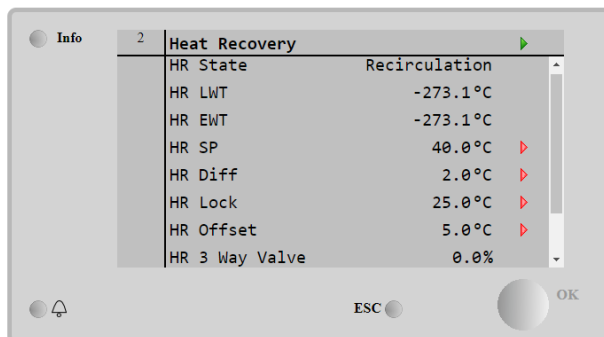 Info
2 Heat Recovery
HR State Recirculation
HR LWT -273.1°C
HR EWT -273.1°C
HR SP 40.0°C
HR Diff 2.0°C
HR Lock 25.0°C
HR Offset 5.0°C
HR 3 Way Valve 0.0%
ESC OK